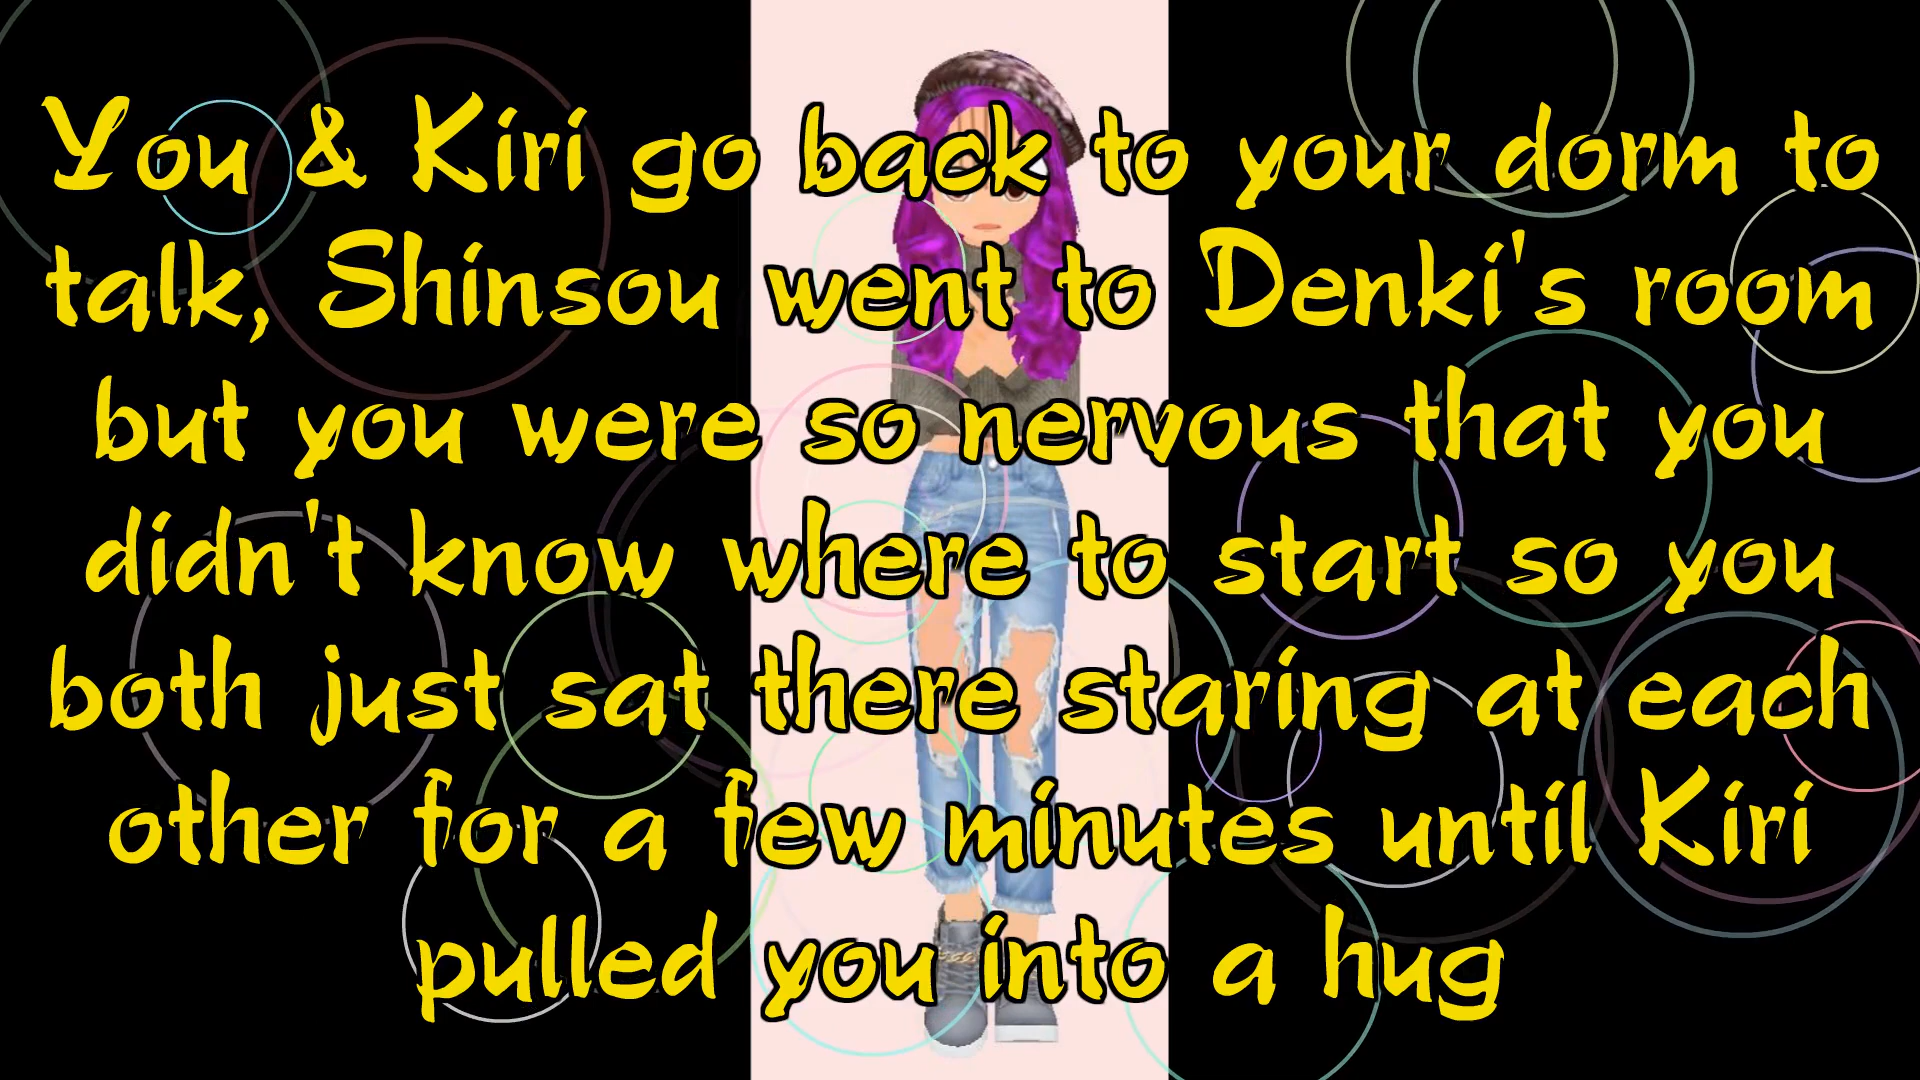 You & Kiri go back to your dorm to
talk, Shinsou went to Denki's room
but you were so nervous that you
didn't know where to start so you
both just sat there staring at each
other for a few minutes until Kiri
pulled you into a hug